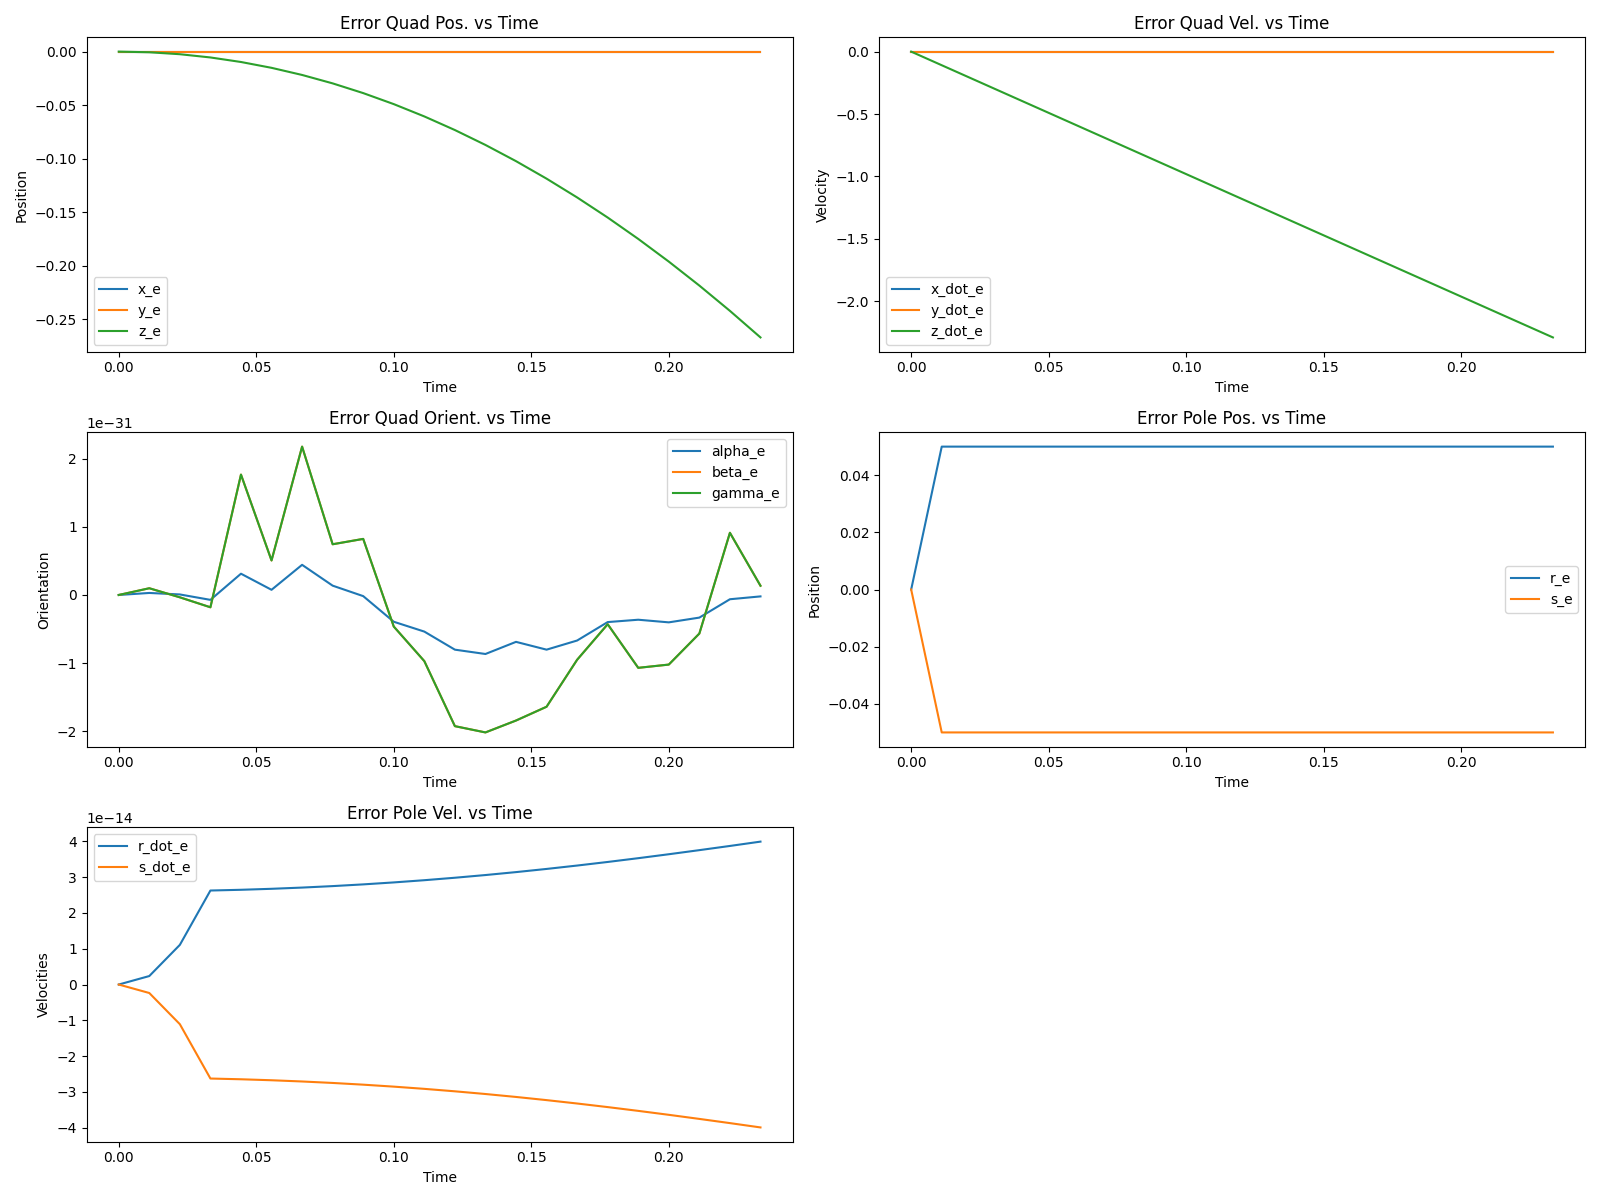 Error Quad Pos. vs Time
0.00
−0.05
−0.10
−0.15
−0.20
−0.25
Position
x_e
y_e
z_e
0.00 0.05 0.10 0.15 0.20
Time
Error Quad Vel. vs Time
0.0
−0.5
−1.0
−1.5
−2.0
Velocity
x_dot_e
y_dot_e
z_dot_e
0.00 0.05 0.10 0.15 0.20
Time
Error Quad Orient. vs Time
1e−31
2
1
0
−1
−2
Orientation
alpha_e
beta_e
gamma_e
0.00 0.05 0.10 0.15 0.20
Time
Error Pole Pos. vs Time
0.04
0.02
0.00
−0.02
−0.04
Position
r_e
s_e
0.00 0.05 0.10 0.15 0.20
Time
Error Pole Vel. vs Time
1e−14
4
3
2
1
0
−1
−2
−3
−4
Velocities
r_dot_e
s_dot_e
0.00 0.05 0.10 0.15 0.20
Time